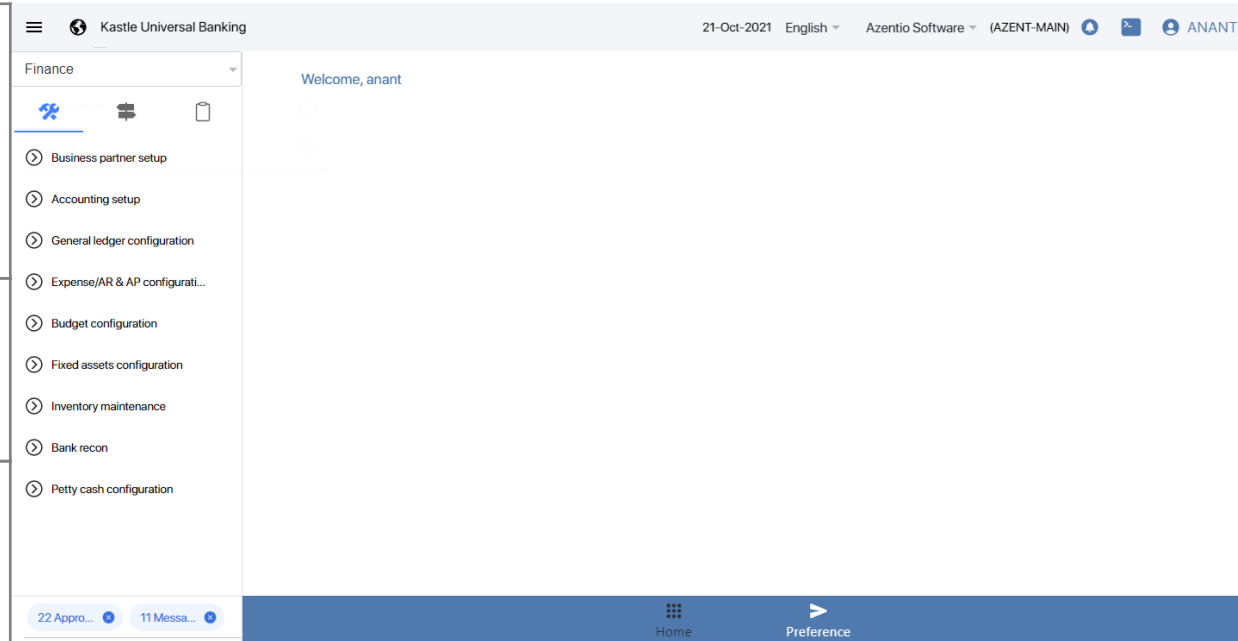 Kastle Universal Banking 21-Oct-2021 English Azentio Software (AZENT-MAIN) ANANT
Finance
Welcome, anant
Business partner setup
Accounting setup
General ledger configuration
Expense/AR & AP configurati...
Budget configuration
Fixed assets configuration
Inventory maintenance
Bank recon
Petty cash configuration
22 Appro... 11 Messa...
Home Preference